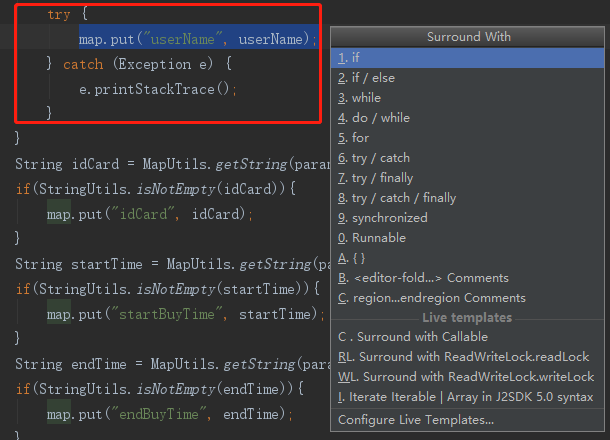 try {
map.put("userName", userName);
} catch (Exception e) {
e.printStackTrace();
}
}
String idCard = MapUtils.getString(param
if(StringUtils.isNotEmpty(idCard)){
map.put("idCard", idCard);
}
String startTime = MapUtils.getString(pa
if(StringUtils.isNotEmpty(startTime)){
map.put("startBuyTime", startTime);
}
String endTime = MapUtils.getString(para
if(StringUtils.isNotEmpty(endTime)){
map.put("endBuyTime", endTime);
}
Surround With
1. if
2. if / else
3. while
4. do / while
5. for
6. try / catch
7. try / finally
8. try / catch / finally
9. synchronized
0. Runnable
A. { }
B. <editor-fold...> Comments
C. region...endregion Comments
Live templates
C . Surround with Callable
RL. Surround with ReadWriteLock.readLock
WL. Surround with ReadWriteLock.writeLock
I. Iterate Iterable | Array in J2SDK 5.0 syntax
Configure Live Templates...